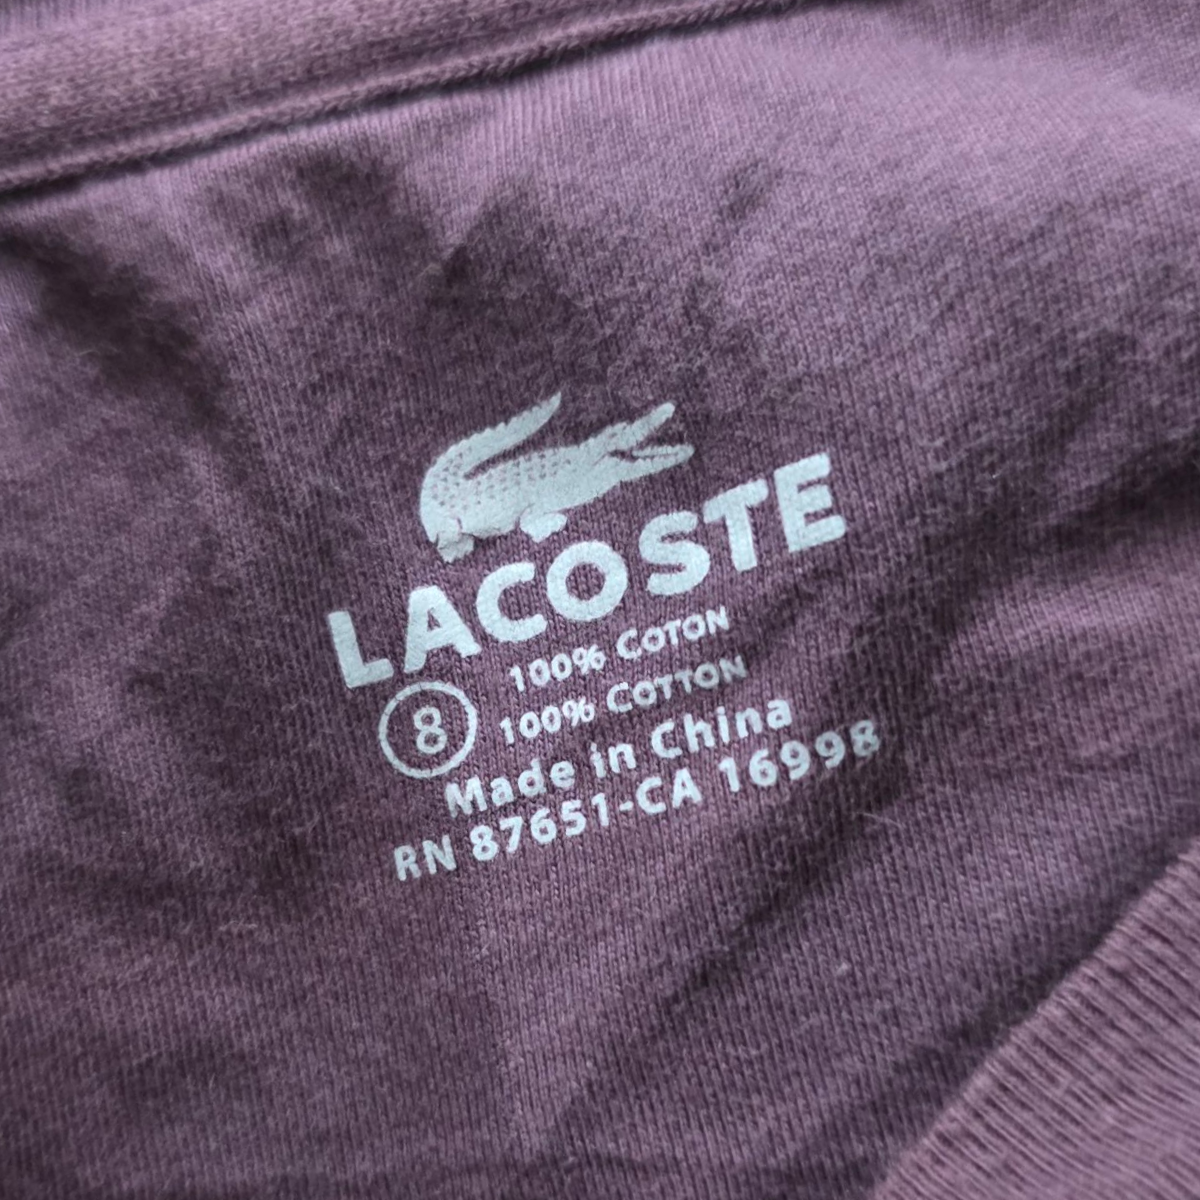 LACOSTE
8
100% COTON
100% COTTON
Made in China
RN 87651-CA 16998